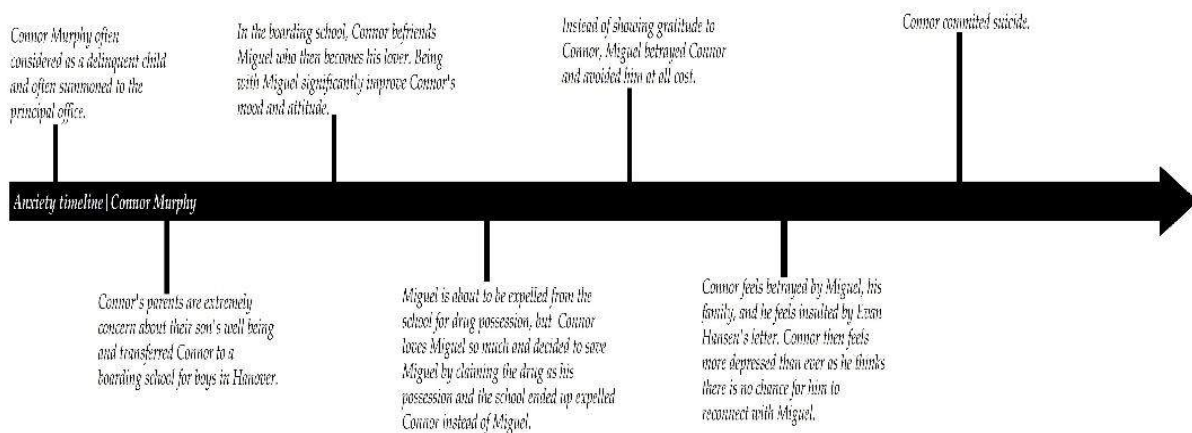 Connor Murphy often
considered as a delinquent child
and often summoned to the
principal office.
In the boarding school, Connor befriends
Miguel who then becomes his lover. Being
with Miguel significantly improve Connor's
mood and attitude.
Instead of showing gratitude to
Connor, Miguel betrayed Connor
and avoided him at all cost.
Connor commited suicide.
Anxiety timeline | Connor Murphy
Connor's parents are extremely
concern about their son's well being
and transferred Connor to a
boarding school for boys in Hanover.
Miguel is about to be expelled from the
school for drug possession, but Connor
loves Miguel so much and decided to save
Miguel by claiming the drug as his
possession and the school ended up expelled
Connor instead of Miguel.
Connor feels betrayed by Miguel, his
family, and he feels insulted by Evan
Hansen's letter. Connor then feels
more depressed than ever as he thinks
there is no chance for him to
reconnect with Miguel.